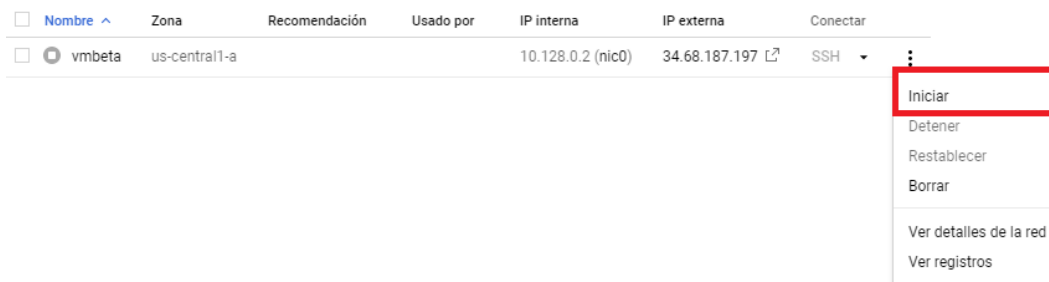 Nombre Zona Recomendación Usado por IP interna IP externa Conectar
vmbeta us-central1-a 10.128.0.2 (nic0) 34.68.187.197 SSH
Iniciar
Detener
Restablecer
Borrar
Ver detalles de la red
Ver registros